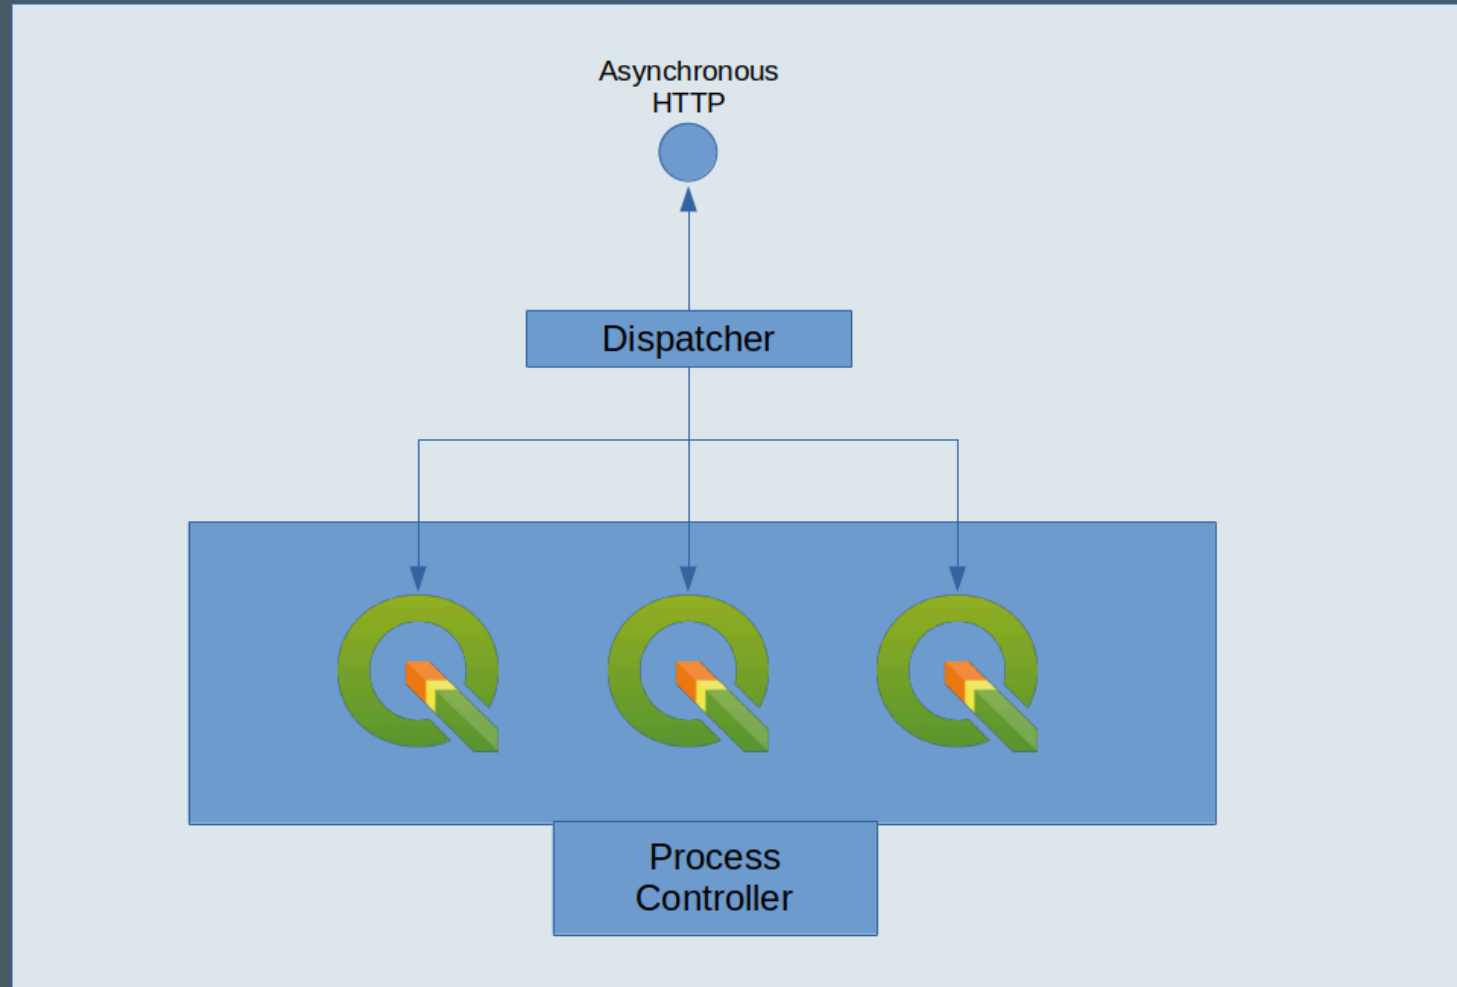 Asynchronous
HTTP
Dispatcher
Process
Controller